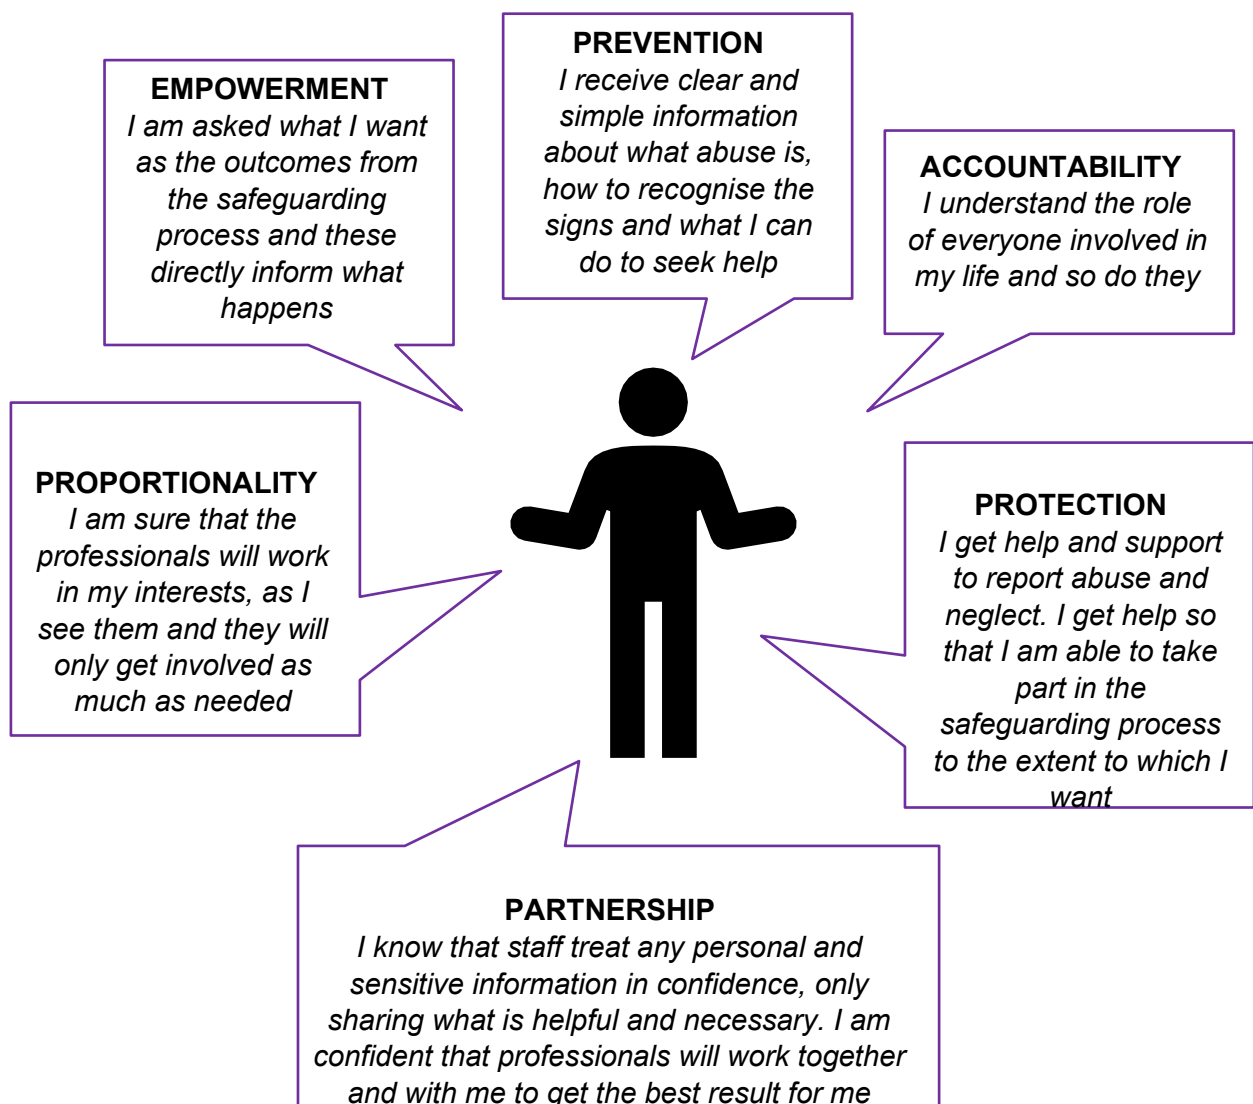 PREVENTION
I receive clear and
simple information
about what abuse is,
how to recognise the
signs and what I can
do to seek help
EMPOWERMENT
I am asked what I want
as the outcomes from
the safeguarding
process and these
directly inform what
happens
ACCOUNTABILITY
I understand the role
of everyone involved in
my life and so do they
PROPORTIONALITY
I am sure that the
professionals will work
in my interests, as I
see them and they will
only get involved as
much as needed
PROTECTION
I get help and support
to report abuse and
neglect. I get help so
that I am able to take
part in the
safeguarding process
to the extent to which I
want
PARTNERSHIP
I know that staff treat any personal and
sensitive information in confidence, only
sharing what is helpful and necessary. I am
confident that professionals will work together
and with me to get the best result for me